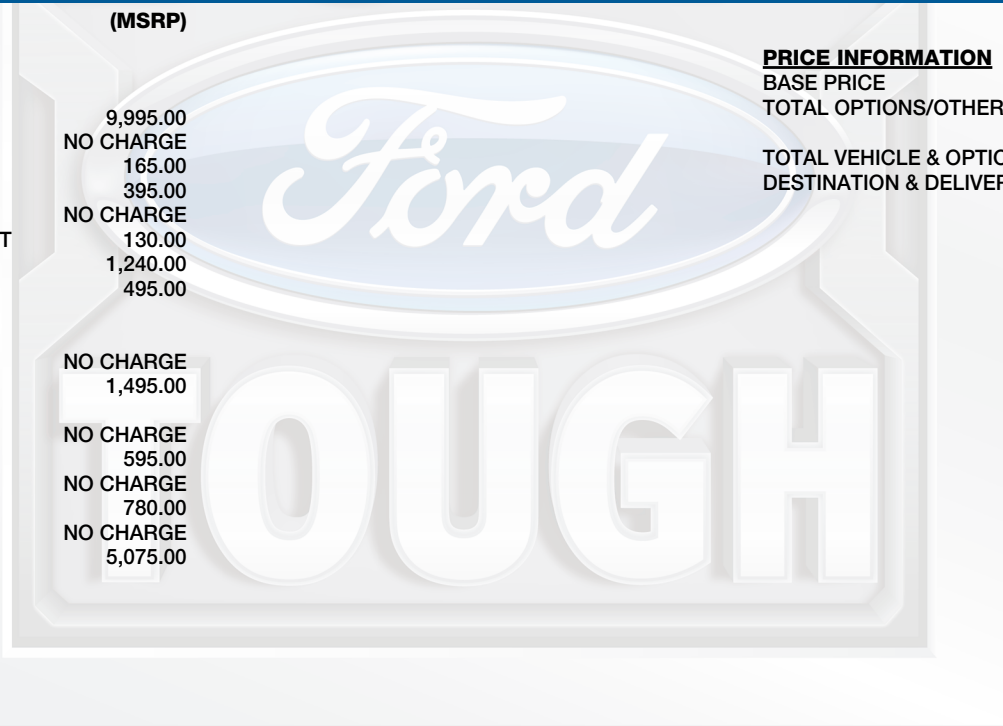 (MSRP)
9,995.00
NO CHARGE
165.00
395.00
NO CHARGE
T 130.00
1,240.00
495.00
NO CHARGE
1,495.00
NO CHARGE
595.00
NO CHARGE
780.00
NO CHARGE
5,075.00
PRICE INFORMATION
BASE PRICE
TOTAL OPTIONS/OTHER
TOTAL VEHICLE & OPTIO
DESTINATION & DELIVER
Ford
TOUGH